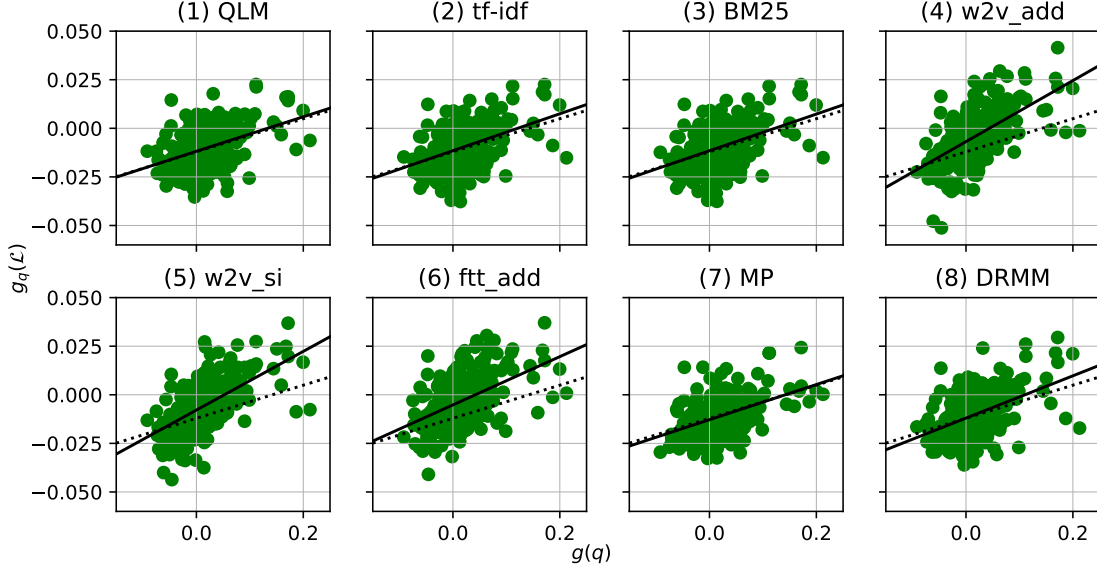 (1) QLM
(2) tf-idf
(3) BM25
(4) w2v_add
0.050
0.025
0.000
−0.025
−0.050
(5) w2v_si
(6) ftt_add
(7) MP
(8) DRMM
0.050
0.025
0.000
−0.025
−0.050
0.0 0.2
0.0 0.2
0.0 0.2
0.0 0.2
g_q(ℒ)
g(q)